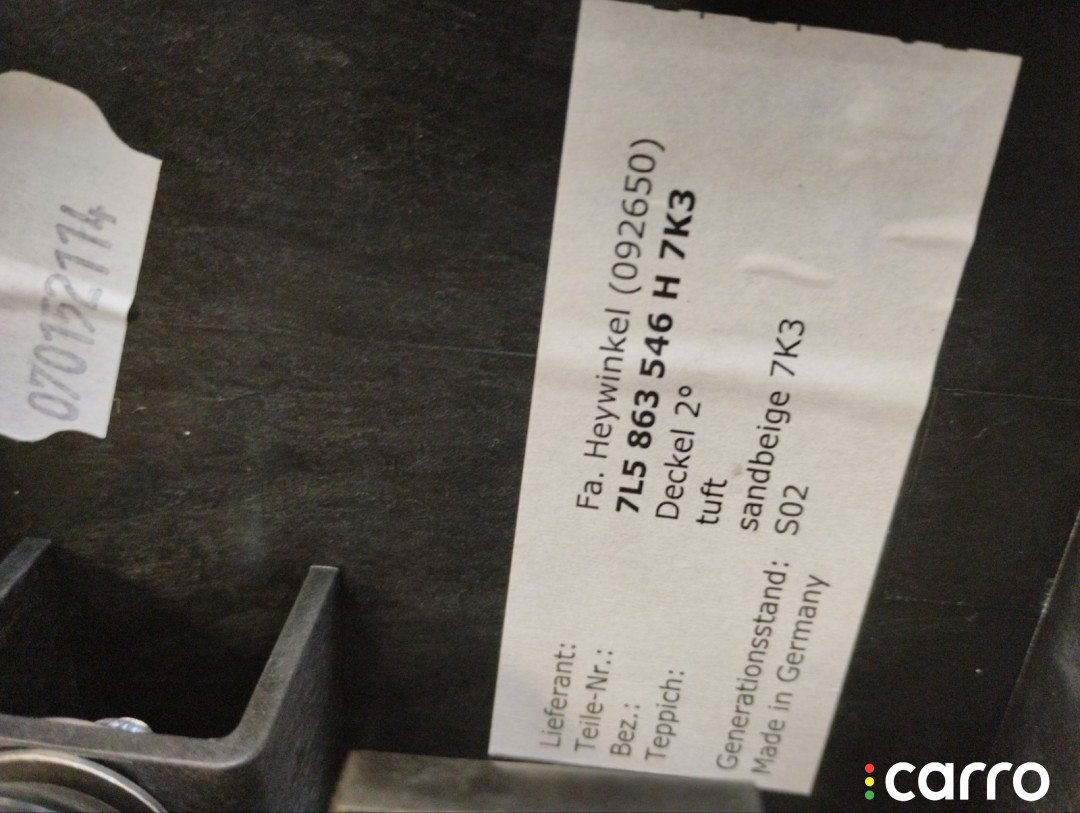 070152114
Lieferant: Fa. Heywinkel (092650)
Teile-Nr.: 7L5 863 546 H 7K3
Bez.: Deckel 2°
Teppich: tuft
sandbeige 7K3
Generationsstand: S02
Made in Germany
carro